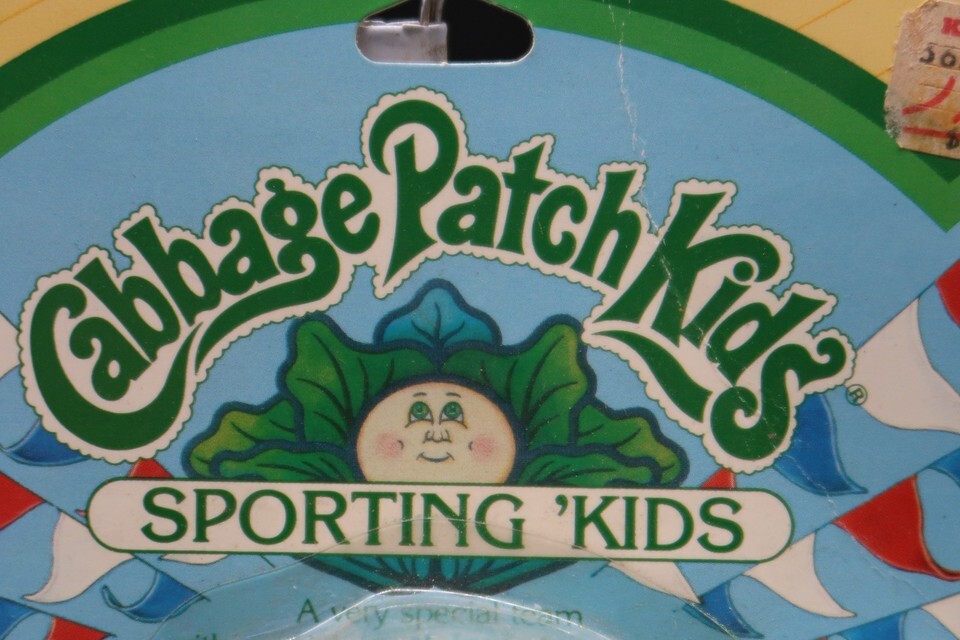 Cabbage Patch Kids®
SPORTING 'KIDS
A very special team